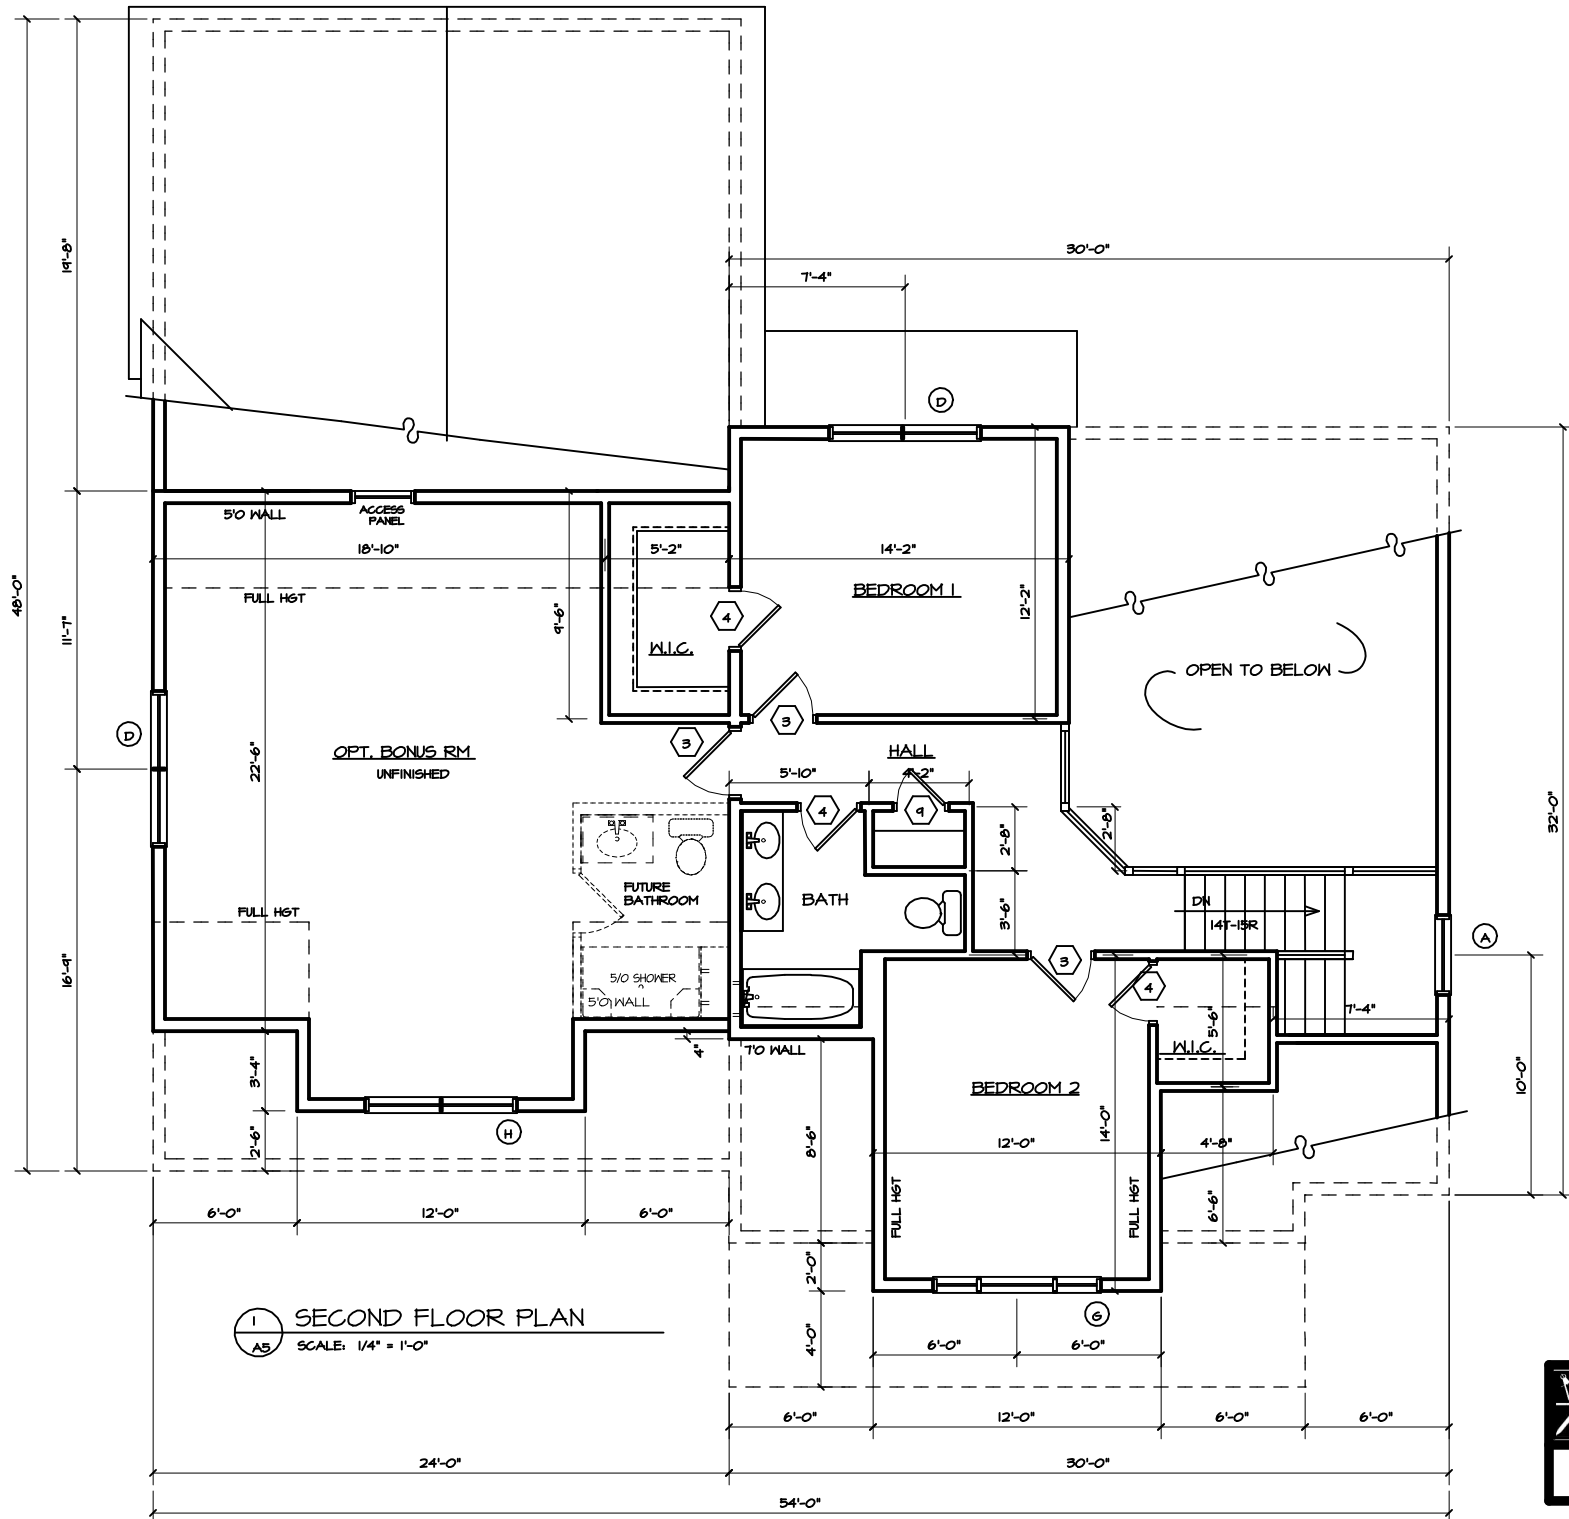 30'-0"
7'-4"
19'-8"
48'-0"
D
5'0 WALL
ACCESS
PANEL
18'-10"
5'-2"
14'-2"
BEDROOM 1
12'-2"
FULL HGT
9'-6"
4
W.I.C.
OPEN TO BELOW
11'-7"
32'-0"
D
3
3
OPT. BONUS RM
UNFINISHED
22'-6"
HALL
5'-10"
4'-2"
4
9
2'-8"
2'-8"
FUTURE
BATHROOM
BATH
DN
14T-15R
FULL HGT
3'-6"
A
16'-9"
3
4
5/0 SHOWER
5'0 WALL
7'-4"
5'-6"
W.I.C.
4"
7'0 WALL
3'-4"
BEDROOM 2
10'-0"
14'-0"
H
2'-6"
8'-6"
12'-0"
4'-8"
FULL HGT
FULL HGT
6'-6"
6'-0"
12'-0"
6'-0"
2'-0"
G
1
A5
SECOND FLOOR PLAN
SCALE: 1/4" = 1'-0"
4'-0"
6'-0"
6'-0"
6'-0"
12'-0"
6'-0"
6'-0"
24'-0"
30'-0"
54'-0"